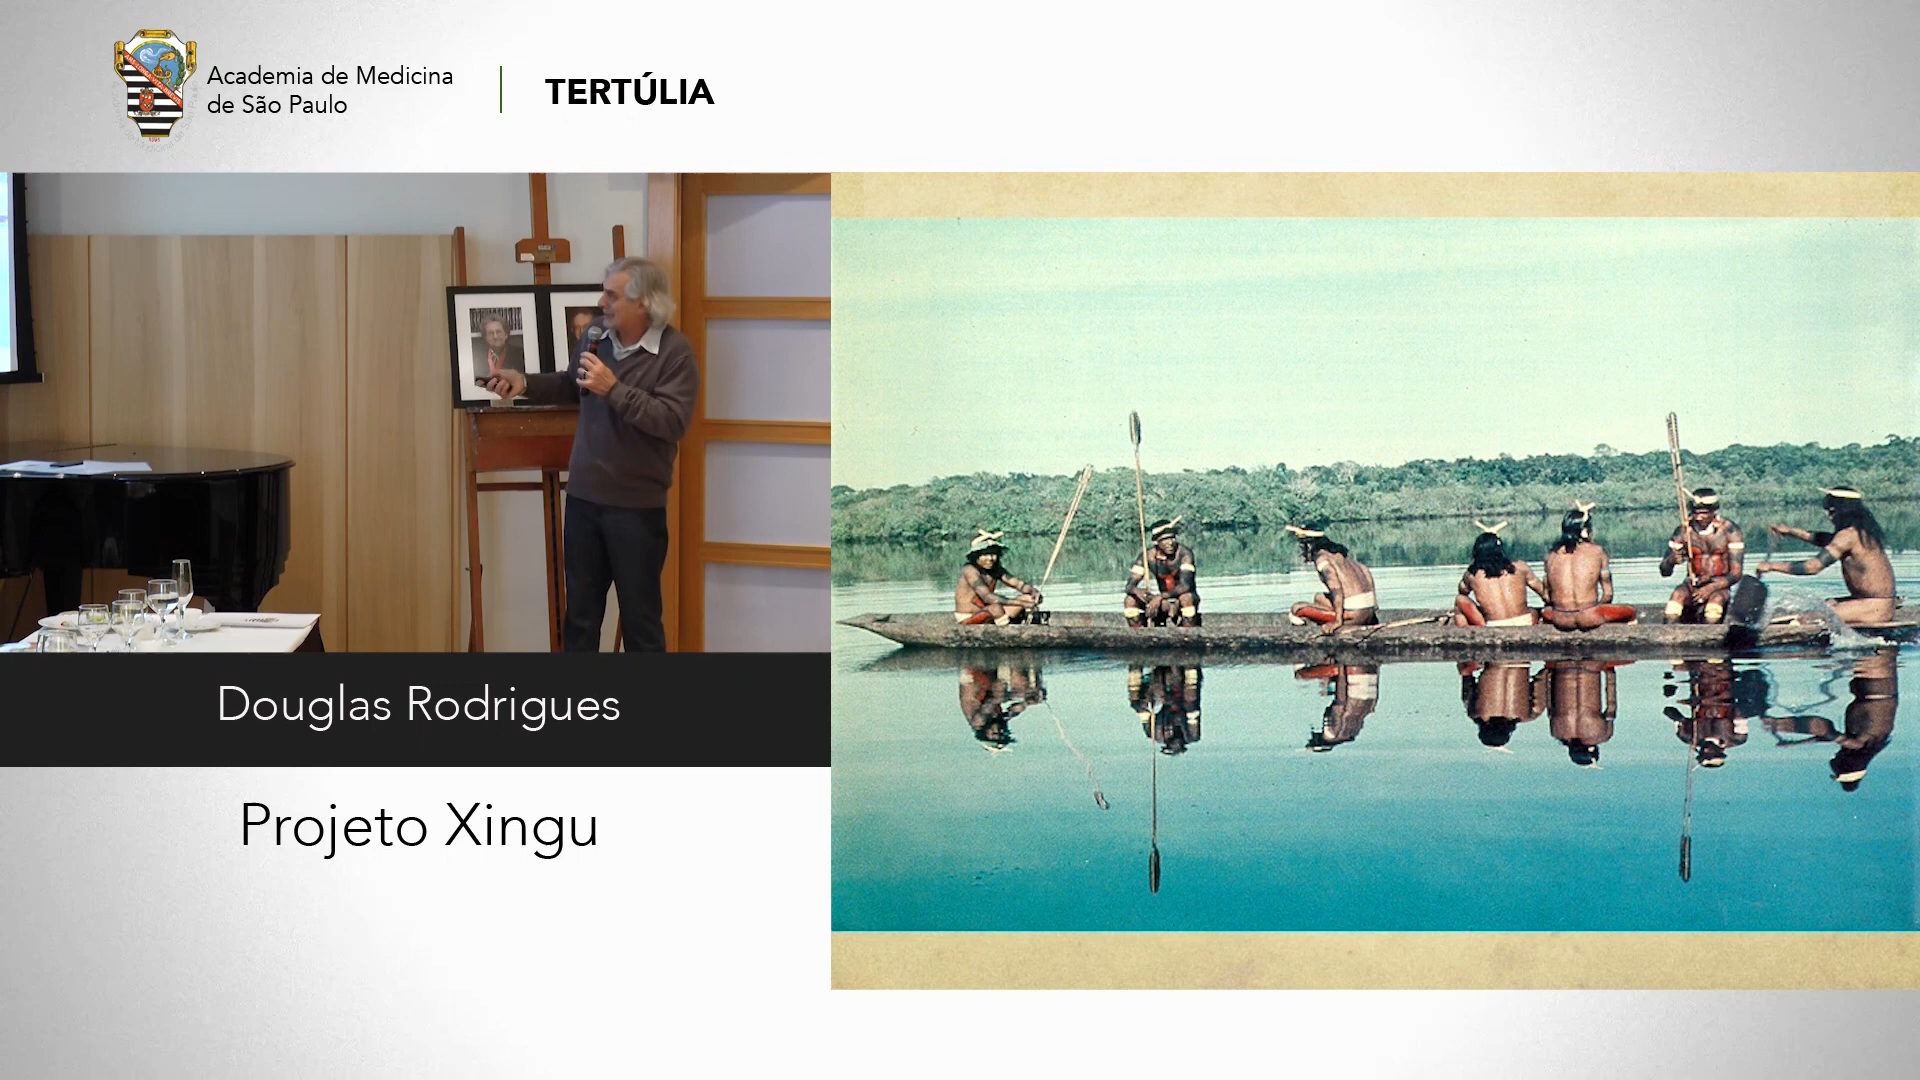 Academia de Medicina
de São Paulo
TERTÚLIA
Douglas Rodrigues
Projeto Xingu